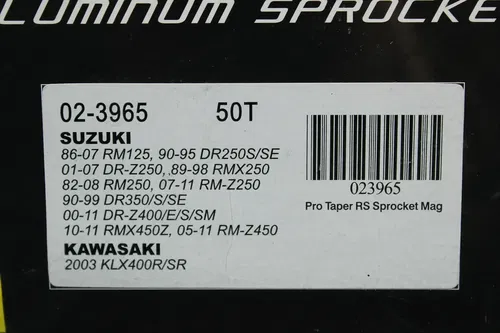 LUMINUM SPROCKE
02-3965 50T
SUZUKI
86-07 RM125, 90-95 DR250S/SE
01-07 DR-Z250, 89-98 RMX250
82-08 RM250, 07-11 RM-Z250
90-99 DR350/S/SE
00-11 DR-Z400/E/S/SM
10-11 RMX450Z, 05-11 RM-Z450
KAWASAKI
2003 KLX400R/SR
023965
Pro Taper RS Sprocket Mag